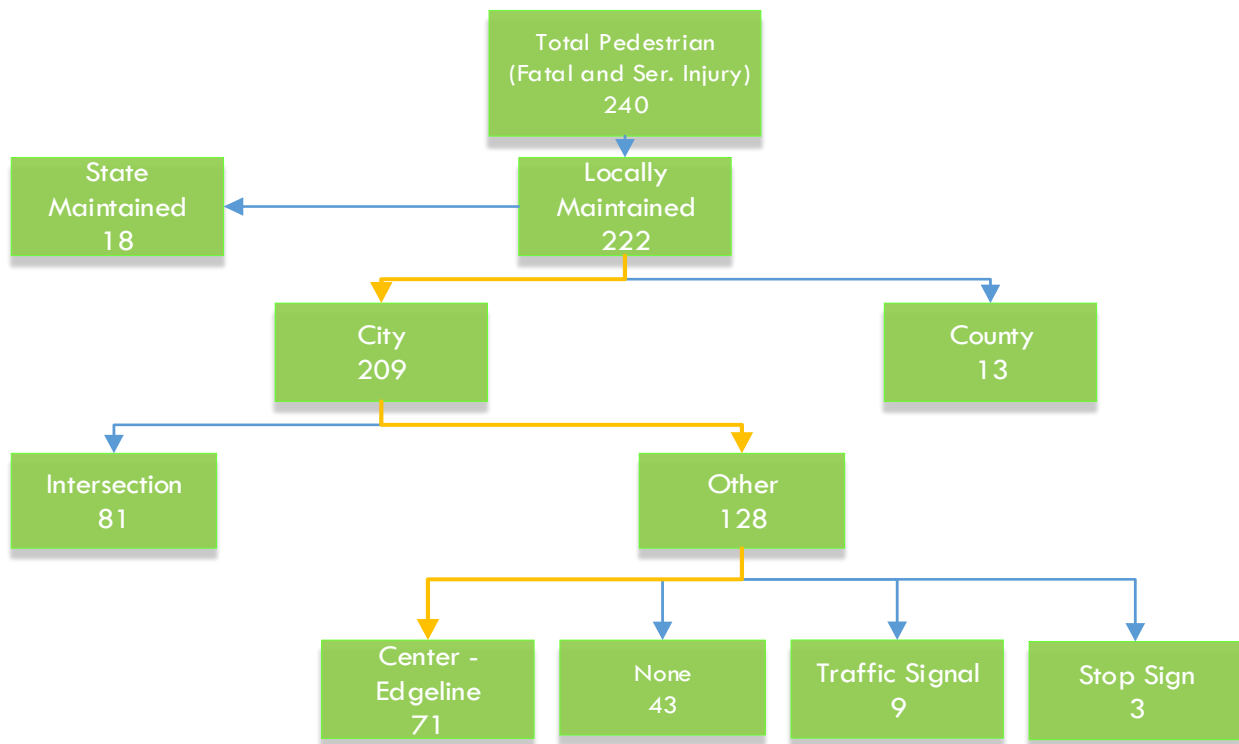 Total Pedestrian
(Fatal and Ser. Injury)
240
State
Maintained
18
Locally
Maintained
222
City
209
County
13
Intersection
81
Other
128
Center -
Edgeline
71
None
43
Traffic Signal
9
Stop Sign
3